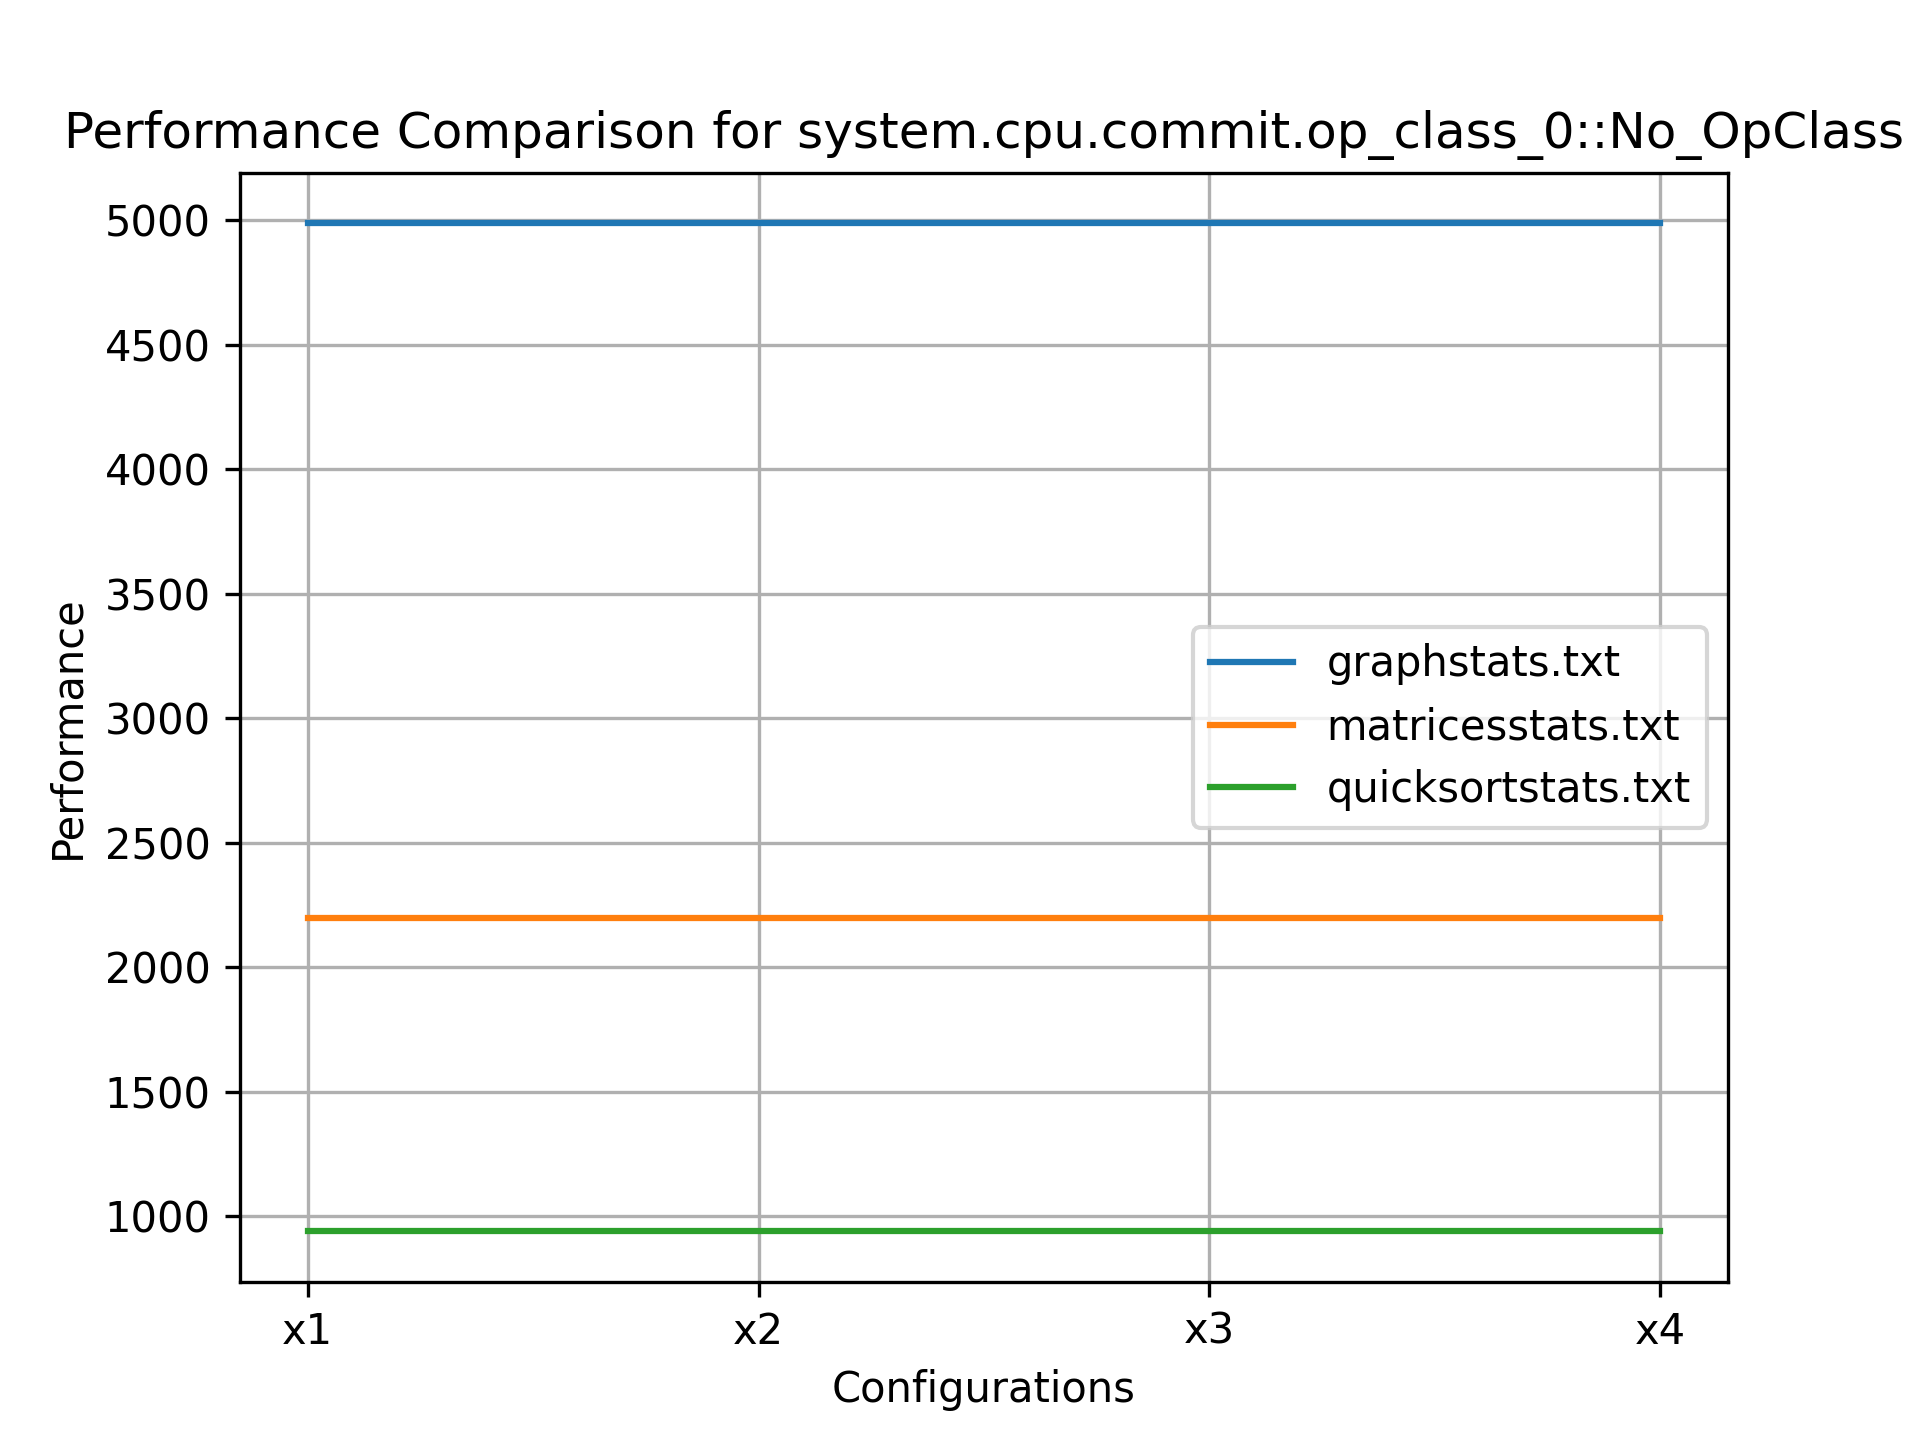 Performance Comparison for system.cpu.commit.op_class_0::No_OpClass
5000
4500
4000
3500
3000
2500
2000
1500
1000
Performance
graphstats.txt
matricesstats.txt
quicksortstats.txt
x1 x2 x3 x4
Configurations